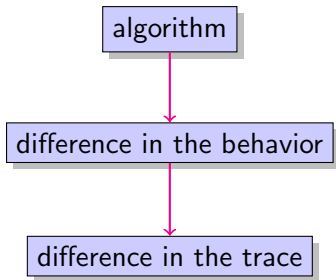 algorithm
difference in the behavior
difference in the trace